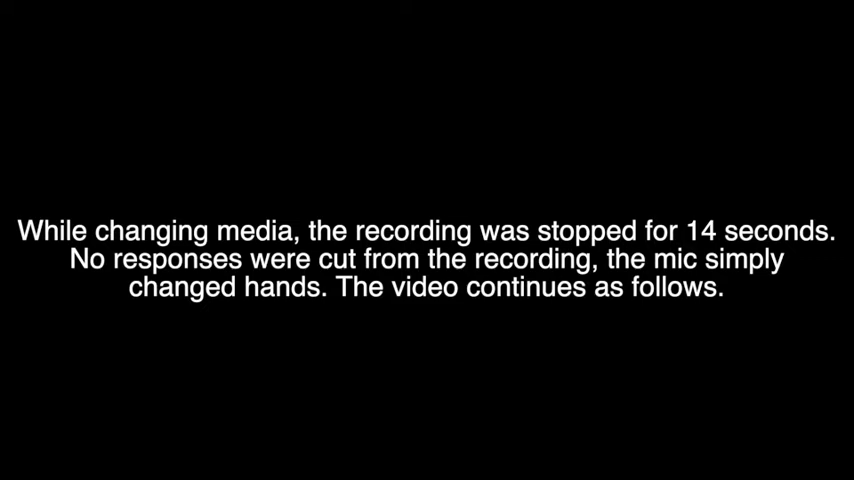 While changing media, the recording was stopped for 14 seconds.
No responses were cut from the recording, the mic simply
changed hands. The video continues as follows.